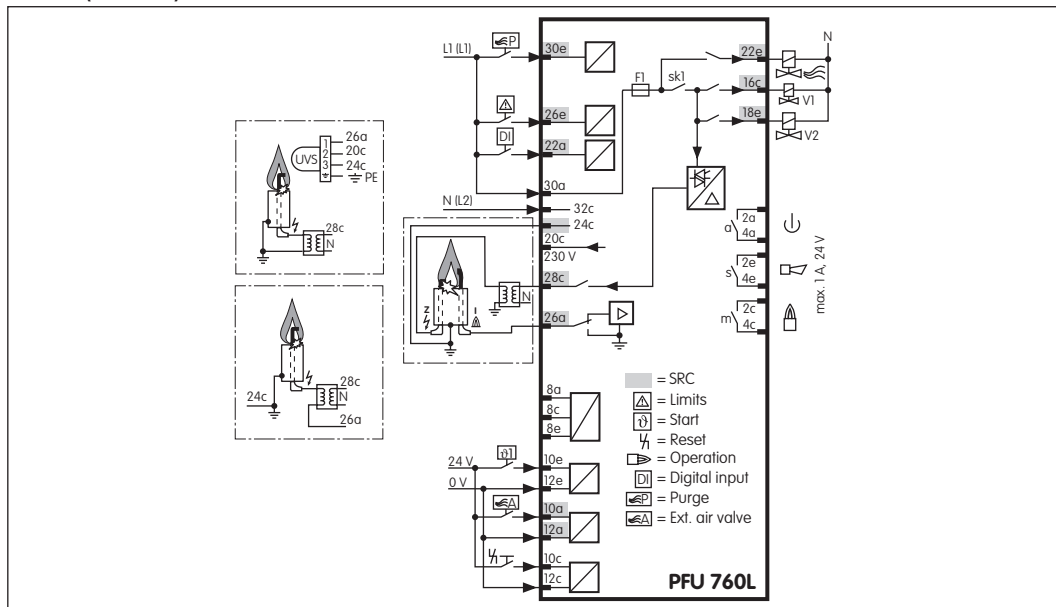 L1 (L1)
P
30e
26e
DI
22a
30a
N (L2)
32c
24c
20c
230 V
28c
26a
F1
sk1
22e
16c
18e
N
V1
V2
UVS
1
2
3
26a
20c
24c
PE
28c
N
24c
28c
N
26a
Z
I
N
a
2a
4a
s
2e
4e
m
2c
4c
max. 1 A, 24 V
8a
8c
8e
24 V
ϑ1
10e
0 V
12e
A
10a
12a
10c
12c
= SRC
= Limits
ϑ = Start
= Reset
= Operation
DI = Digital input
P = Purge
A = Ext. air valve
PFU 760L